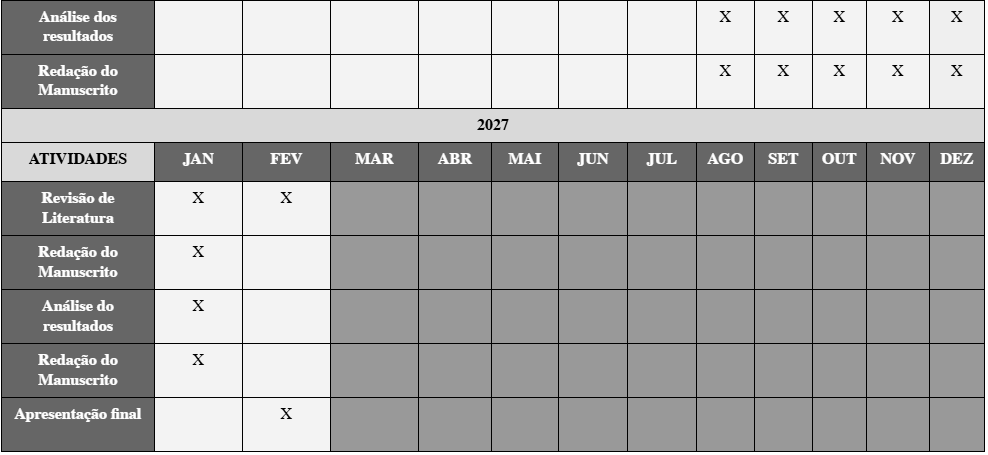 Análise dos X X X X X
resultados
Redação do X X X X X
Manuscrito
2027
ATIVIDADES JAN FEV MAR ABR MAI JUN JUL AGO SET OUT NOV DEZ
Revisão de X X
Literatura
Redação do X
Manuscrito
Análise do X
resultados
Redação do X
Manuscrito
Apresentação final X